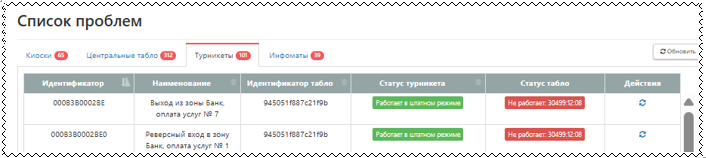 Список проблем
Киоски 65 Центральные табло 312 Турникеты 101 Инфоматы 39 Обновить
Идентификатор Наименование Идентификатор табло Статус турникета Статус табло Действия
000B3B0002BE Выход из зоны Банк, 945051f887c21f9b Работает в штатном режиме Не работает: 30499:12:08
оплата услуг № 7
000B3B0002BE0 Реверсный вход в зону 945051f887c21f9b Работает в штатном режиме Не работает: 30499:12:08
Банк, оплата услуг № 1